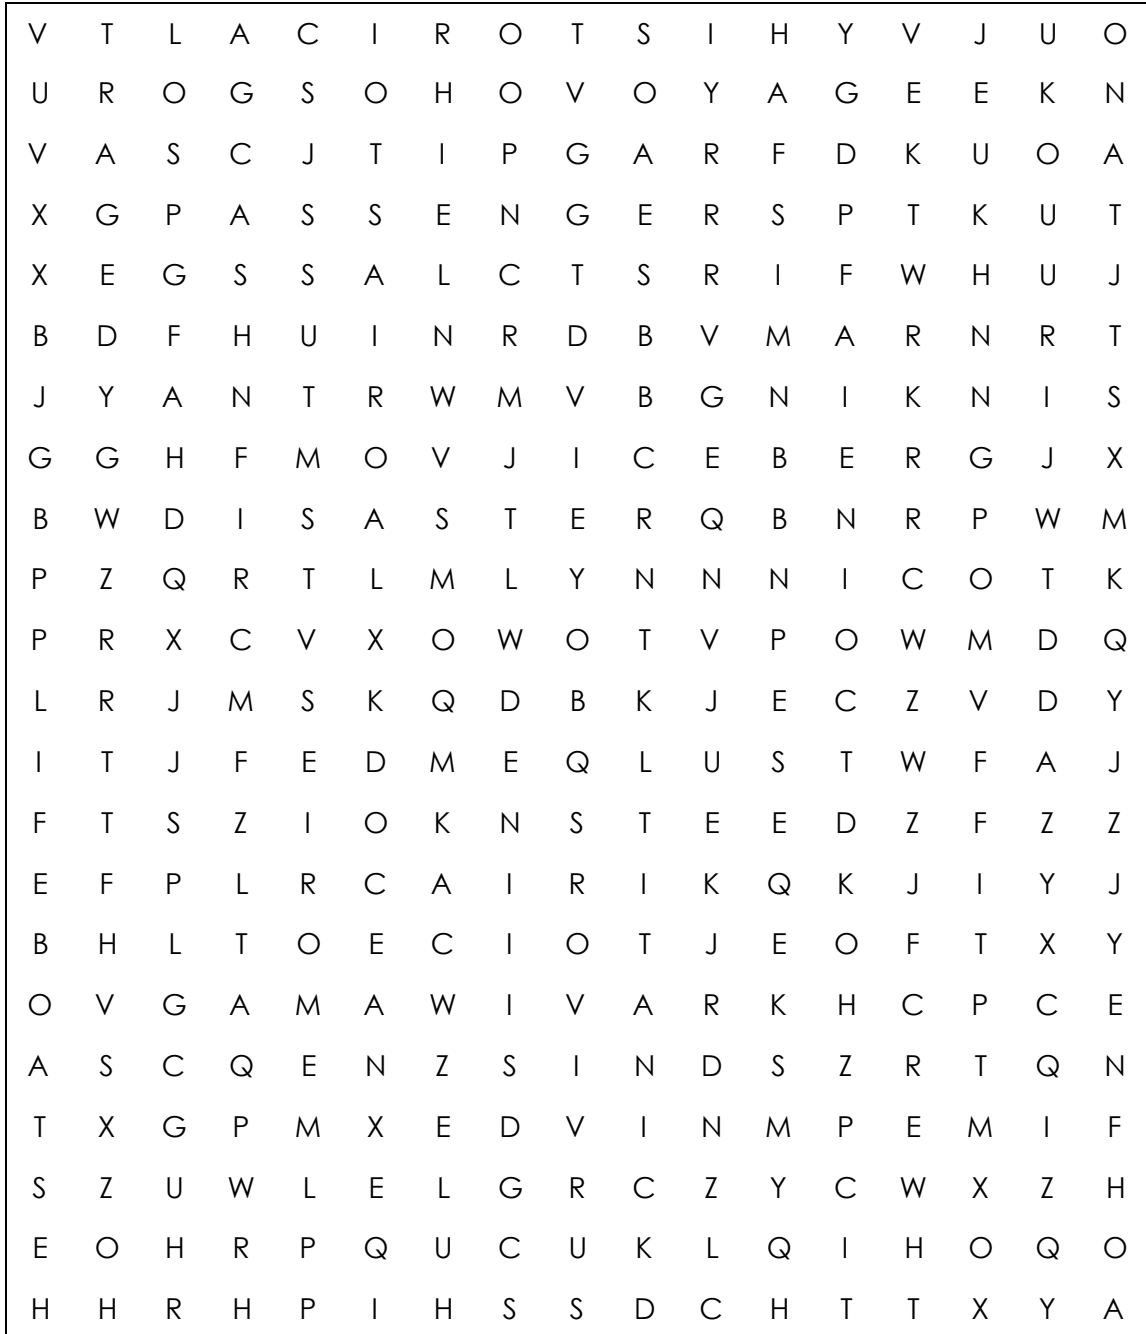 V T L A C I R O T S I H Y V J U O
U R O G S O H O V O Y A G E E K N
V A S C J T I P G A R F D K U O A
X G P A S S E N G E R S P T K U T
X E G S S A L C T S R I F W H U J
B D F H U I N R D B V M A R N R T
J Y A N T R W M V B G N I K N I S
G G H F M O V J I C E B E R G J X
B W D I S A S T E R Q B N R P W M
P Z Q R T L M L Y N N N I C O T K
P R X C V X O W O T V P O W M D Q
L R J M S K Q D B K J E C Z V D Y
I T J F E D M E Q L U S T W F A J
F T S Z I O K N S T E E D Z F Z Z
E F P L R C A I R I K Q K J I Y J
B H L T O E C I O T J E O F T X Y
O V G A M A W I V A R K H C P C E
A S C Q E N Z S I N D S Z R T Q N
T X G P M X E D V I N M P E M I F
S Z U W L E L G R C Z Y C W X Z H
E O H R P Q U C U K L Q I H O Q O
H H R H P I H S S D C H T T X Y A